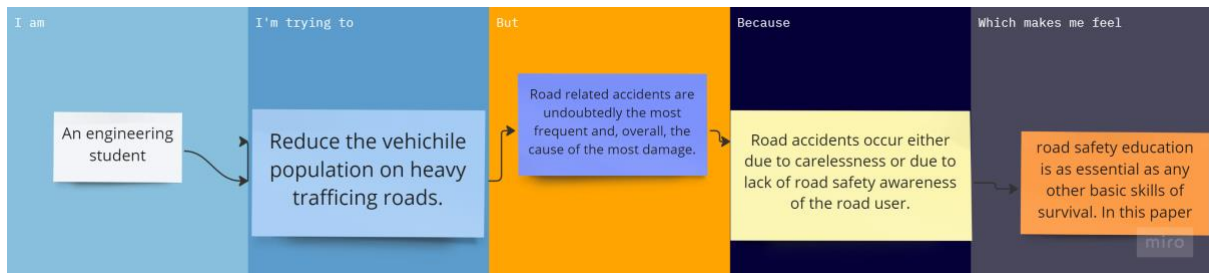 I am
I'm trying to
But
Because
Which makes me feel
An engineering
student
Reduce the vehichile
population on heavy
trafficing roads.
Road related accidents are
undoubtedly the most
frequent and, overall, the
cause of the most damage.
Road accidents occur either
due to carelessness or due to
lack of road safety awareness
of the road user.
road safety education
is as essential as any
other basic skills of
survival. In this paper
miro